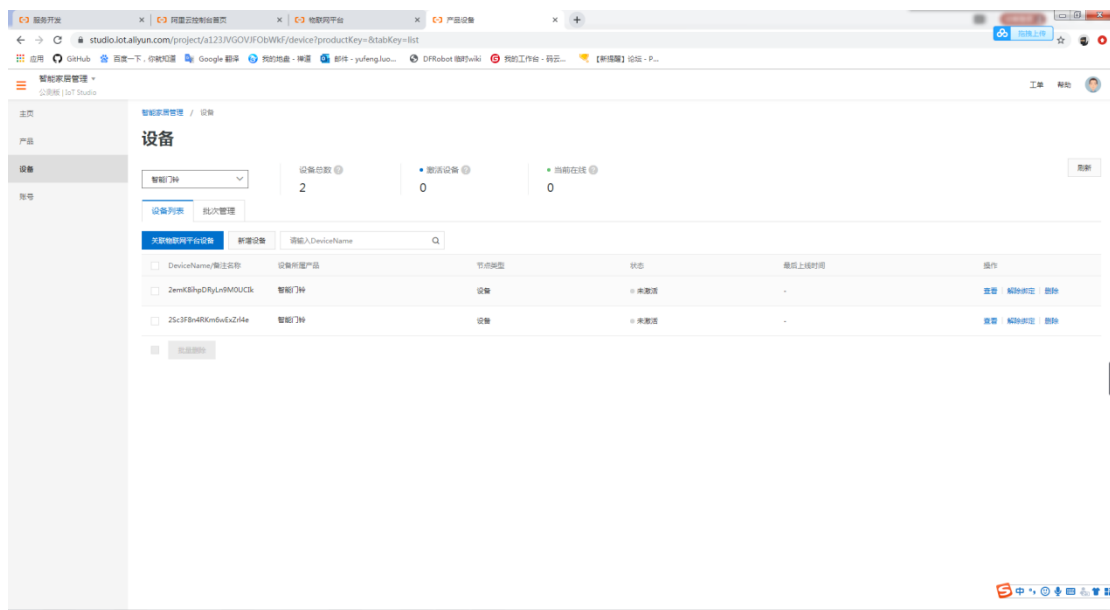 服务开发
阿里云控制台首页
物联网平台
产品设备
studio.iot.aliyun.com/project/a123JVGOVJFObWkF/device?productKey=&tabKey=list
拖拽上传
应用 GitHub 百度一下，你就知道 Google 翻译 我的地盘 - 禅道 邮件 - yufeng.luo... DFRobot 临时wiki 我的工作台 - 码云... 【新提醒】论坛 - P...
智能家居管理
公测版 | IoT Studio
工单 帮助
主页
产品
设备
账号
智能家居管理 / 设备
设备
智能门铃
设备总数
2
激活设备
0
当前在线
0
刷新
设备列表 批次管理
关联物联网平台设备 新增设备 请输入DeviceName
DeviceName/备注名称 设备所属产品 节点类型 状态 最后上线时间 操作
2emKBihpDRyLn9M0UCIk 智能门铃 设备 未激活 - 查看 解除绑定 删除
2Sc3F8n4RKm6wExZrl4e 智能门铃 设备 未激活 - 查看 解除绑定 删除
批量删除
中